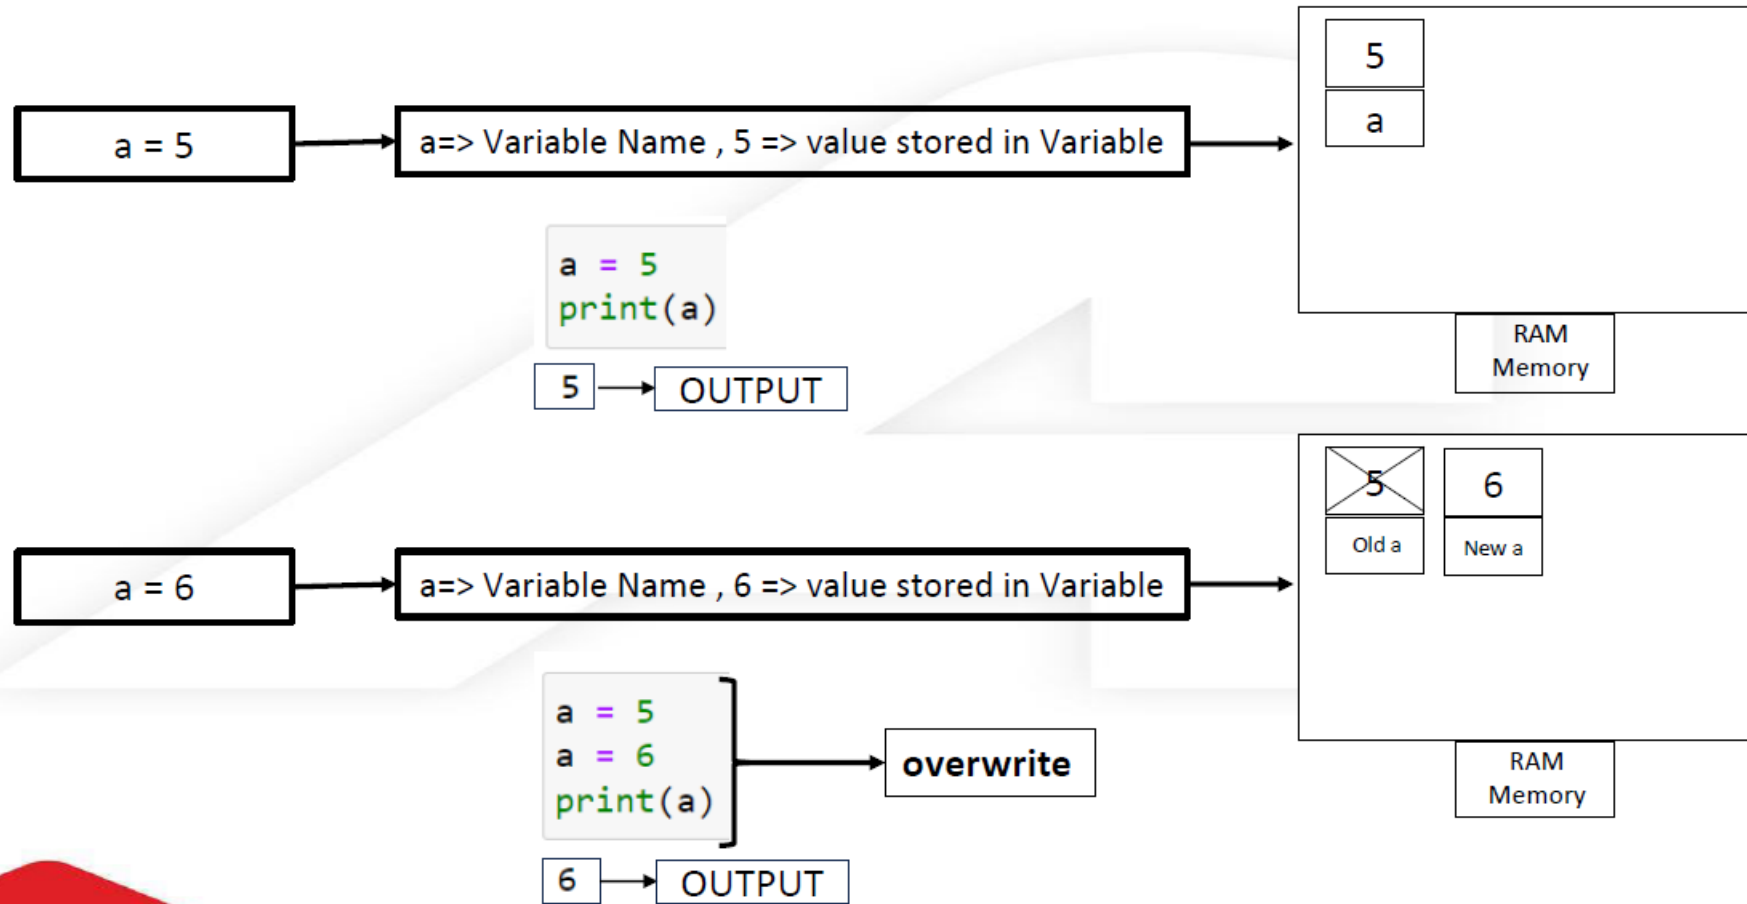 5
a
a = 5
a=> Variable Name , 5 => value stored in Variable
a = 5
print(a)
RAM
Memory
5
OUTPUT
5
6
Old a
New a
a = 6
a=> Variable Name , 6 => value stored in Variable
a = 5
a = 6
print(a)
overwrite
RAM
Memory
6
OUTPUT